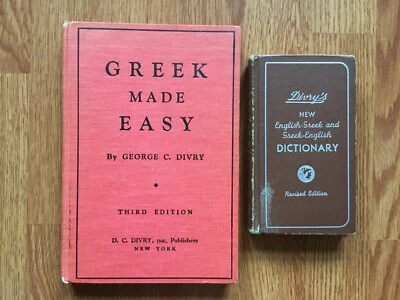 GREEK
MADE
EASY
By GEORGE C. DIVRY
THIRD EDITION
D. C. DIVRY, INC., Publishers
NEW YORK
Divry's
NEW
English-Greek and
Greek-English
DICTIONARY
Revised Edition